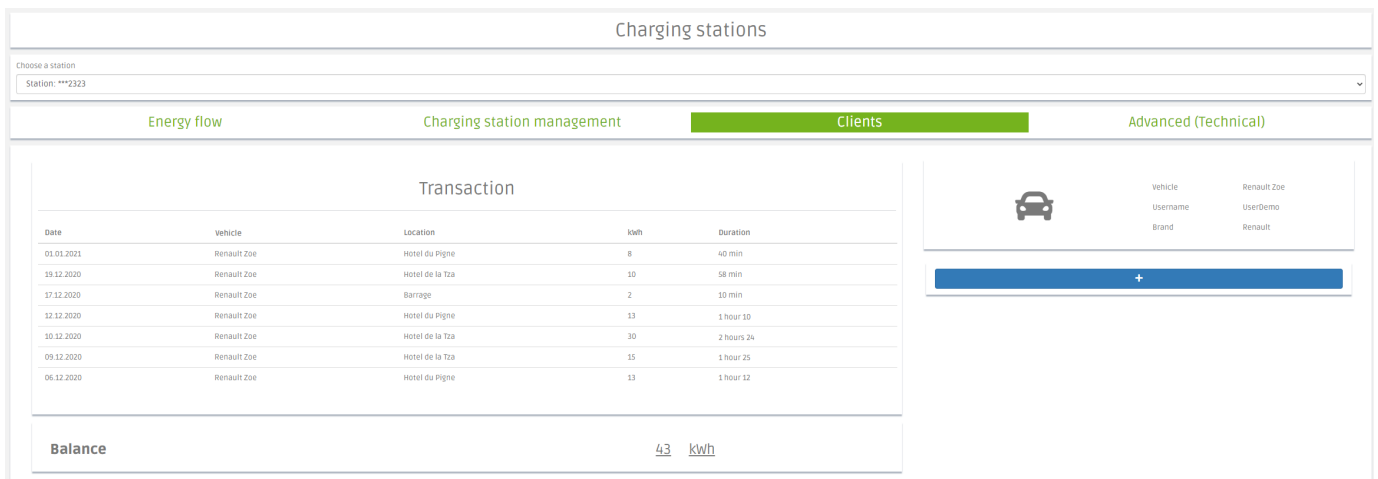 Charging stations
Choose a station
Station: ***2323
Energy flow Charging station management Clients Advanced (Technical)
Transaction
Date Vehicle Location kWh Duration
01.01.2021 Renault Zoe Hotel du Pigne 8 40 min
19.12.2020 Renault Zoe Hotel de la Tza 10 58 min
17.12.2020 Renault Zoe Barrage 2 10 min
12.12.2020 Renault Zoe Hotel du Pigne 13 1 hour 10
10.12.2020 Renault Zoe Hotel de la Tza 30 2 hours 24
09.12.2020 Renault Zoe Hotel de la Tza 15 1 hour 25
06.12.2020 Renault Zoe Hotel du Pigne 13 1 hour 12
Balance 43 kWh
Vehicle Renault Zoe
Username UserDemo
Brand Renault
+